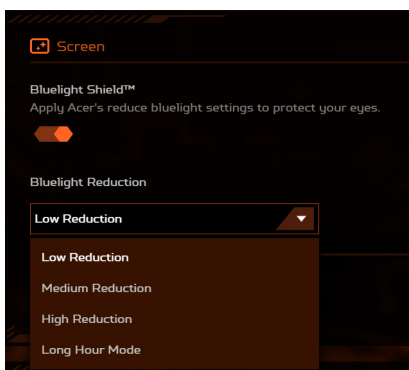 Screen
Bluelight Shield™
Apply Acer's reduce bluelight settings to protect your eyes.
Bluelight Reduction
Low Reduction
Low Reduction
Medium Reduction
High Reduction
Long Hour Mode